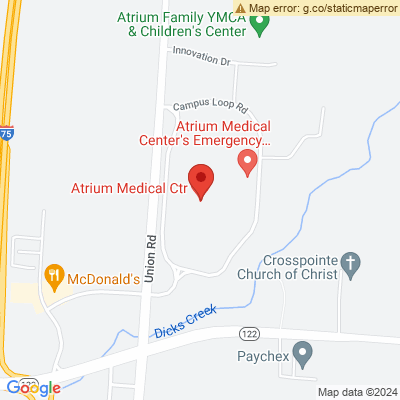 Map error: g.co/staticmaperror
Atrium Family YMCA
& Children's Center
Innovation Dr
Campus Loop Rd
75
Atrium Medical
Center's Emergency...
Atrium Medical Ctr
Union Rd
Crosspointe
Church of Christ
McDonald's
Dicks Creek
122
Paychex
122
Google
Map data ©2024